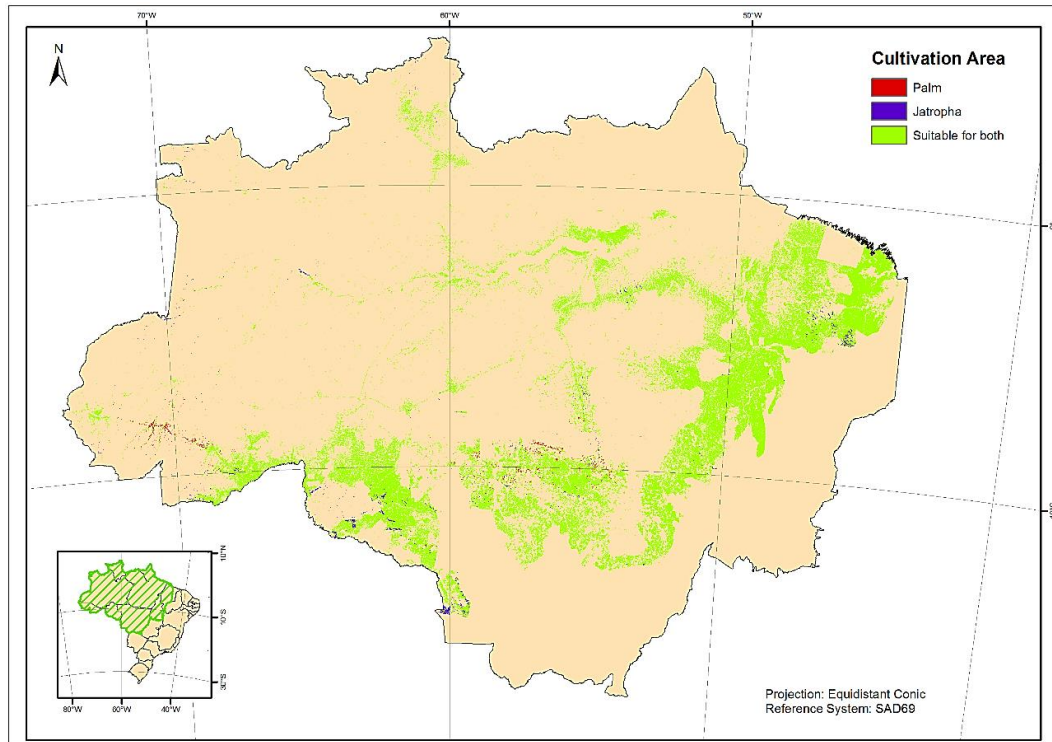 70°W
60°W
50°W
N
Cultivation Area
Palm
Jatropha
Suitable for both
10°N
10°S
30°S
80°W
60°W
40°W
Projection: Equidistant Conic
Reference System: SAD69